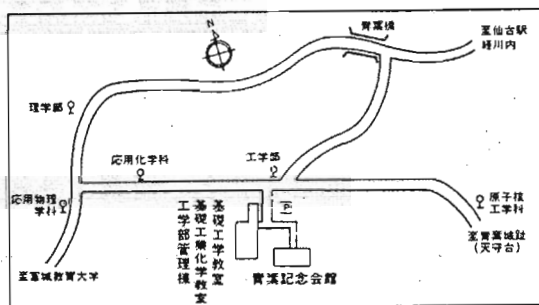 N
青葉橋
至仙台駅
経川内
理学部
応用化学科
工学部
応用物理
学科
原子核
工学科
至青葉城趾
(天守台)
基礎工学教室
基礎工業化学教室
工学部管理棟
至宮城教育大学
青葉記念会館